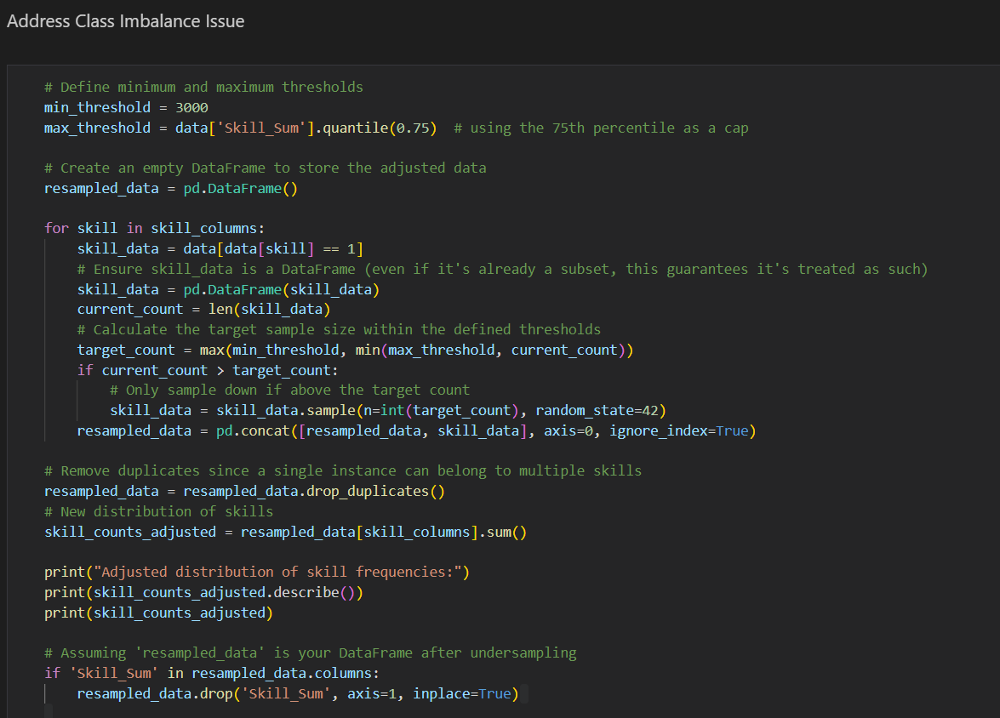 Address Class Imbalance Issue
# Define minimum and maximum thresholds
min_threshold = 3000
max_threshold = data['Skill_Sum'].quantile(0.75)  # using the 75th percentile as a cap
# Create an empty DataFrame to store the adjusted data
resampled_data = pd.DataFrame()
for skill in skill_columns:
    skill_data = data[data[skill] == 1]
    # Ensure skill_data is a DataFrame (even if it's already a subset, this guarantees it's treated as such)
    skill_data = pd.DataFrame(skill_data)
    current_count = len(skill_data)
    # Calculate the target sample size within the defined thresholds
    target_count = max(min_threshold, min(max_threshold, current_count))
    if current_count > target_count:
        # Only sample down if above the target count
        skill_data = skill_data.sample(n=int(target_count), random_state=42)
    resampled_data = pd.concat([resampled_data, skill_data], axis=0, ignore_index=True)
# Remove duplicates since a single instance can belong to multiple skills
resampled_data = resampled_data.drop_duplicates()
# New distribution of skills
skill_counts_adjusted = resampled_data[skill_columns].sum()
print("Adjusted distribution of skill frequencies:")
print(skill_counts_adjusted.describe())
print(skill_counts_adjusted)
# Assuming 'resampled_data' is your DataFrame after undersampling
if 'Skill_Sum' in resampled_data.columns:
    resampled_data.drop('Skill_Sum', axis=1, inplace=True)